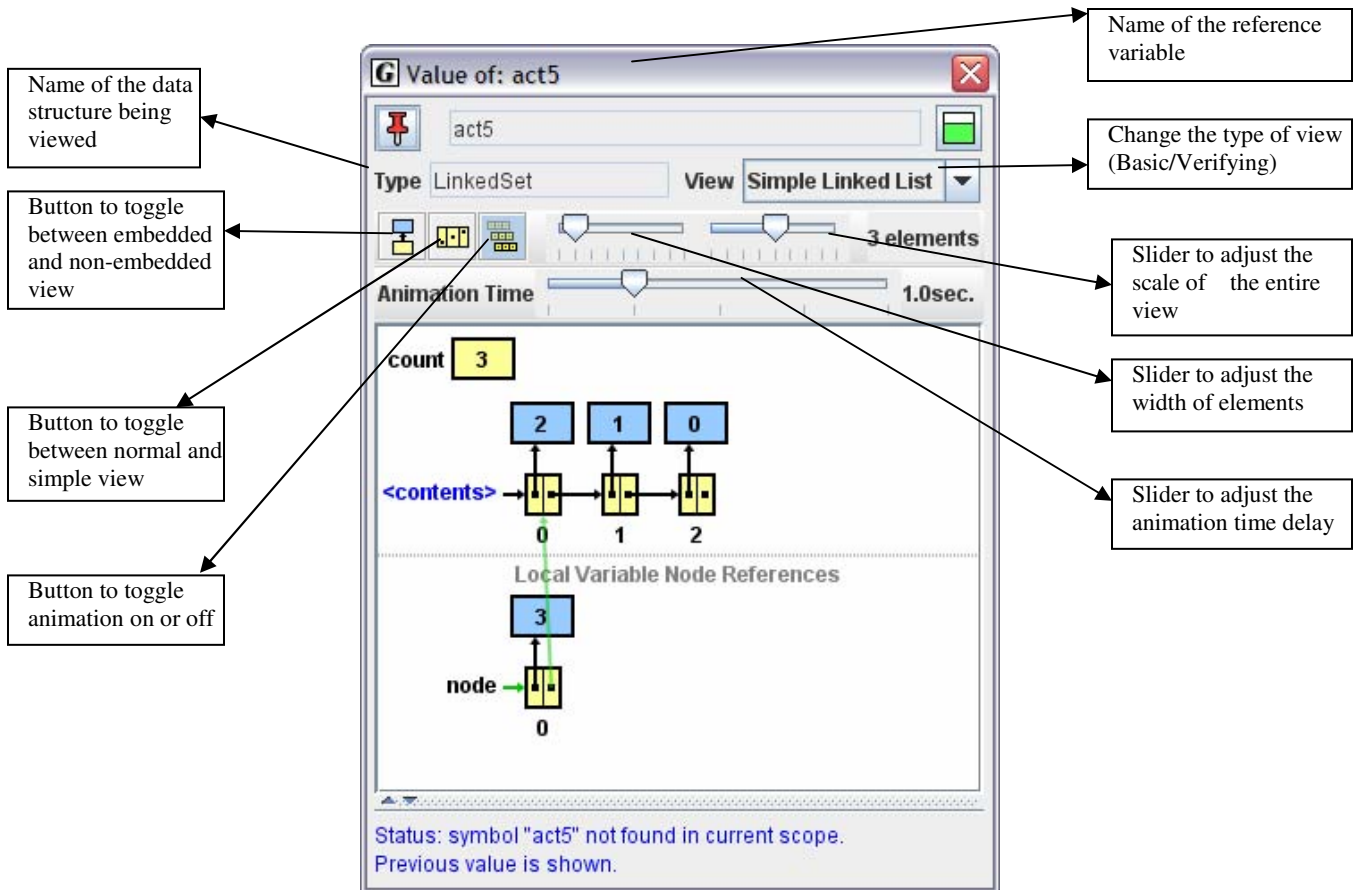 Name of the reference
variable
Name of the data
structure being
viewed
Change the type of view
(Basic/Verifying)
Button to toggle
between embedded
and non-embedded
view
Slider to adjust the
scale of the entire
view
Slider to adjust the
width of elements
Button to toggle
between normal and
simple view
Slider to adjust the
animation time delay
Button to toggle
animation on or off
G Value of: act5
act5
Type LinkedSet View Simple Linked List
3 elements
Animation Time 1.0sec.
count 3
2 1 0
<contents>
0 1 2
Local Variable Node References
3
node
0
Status: symbol "act5" not found in current scope.
Previous value is shown.